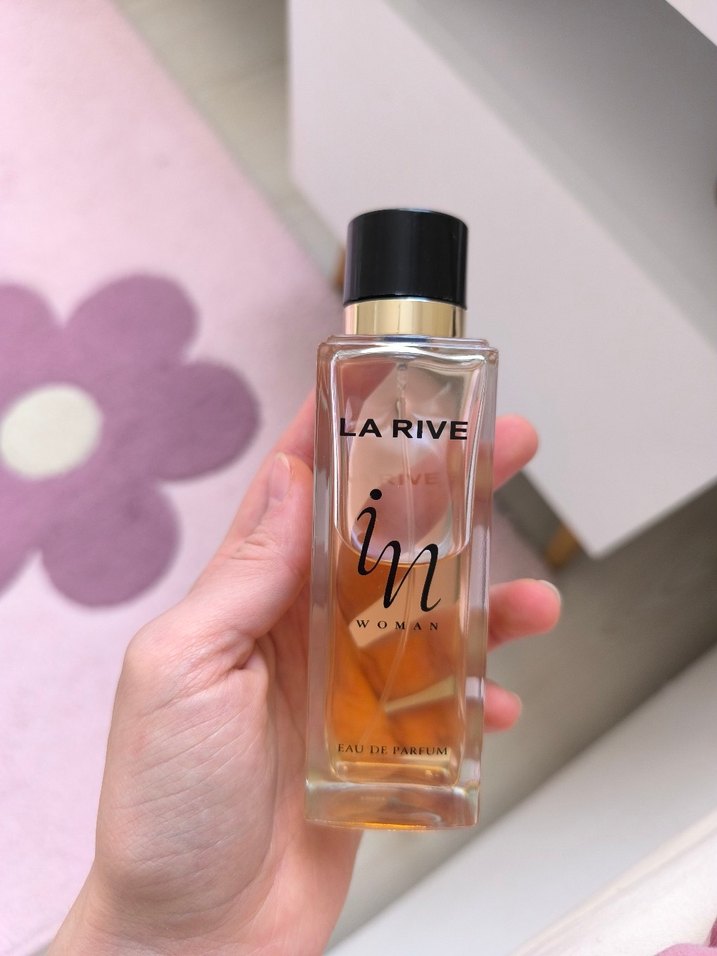 LA RIVE
in
WOMAN
EAU DE PARFUM